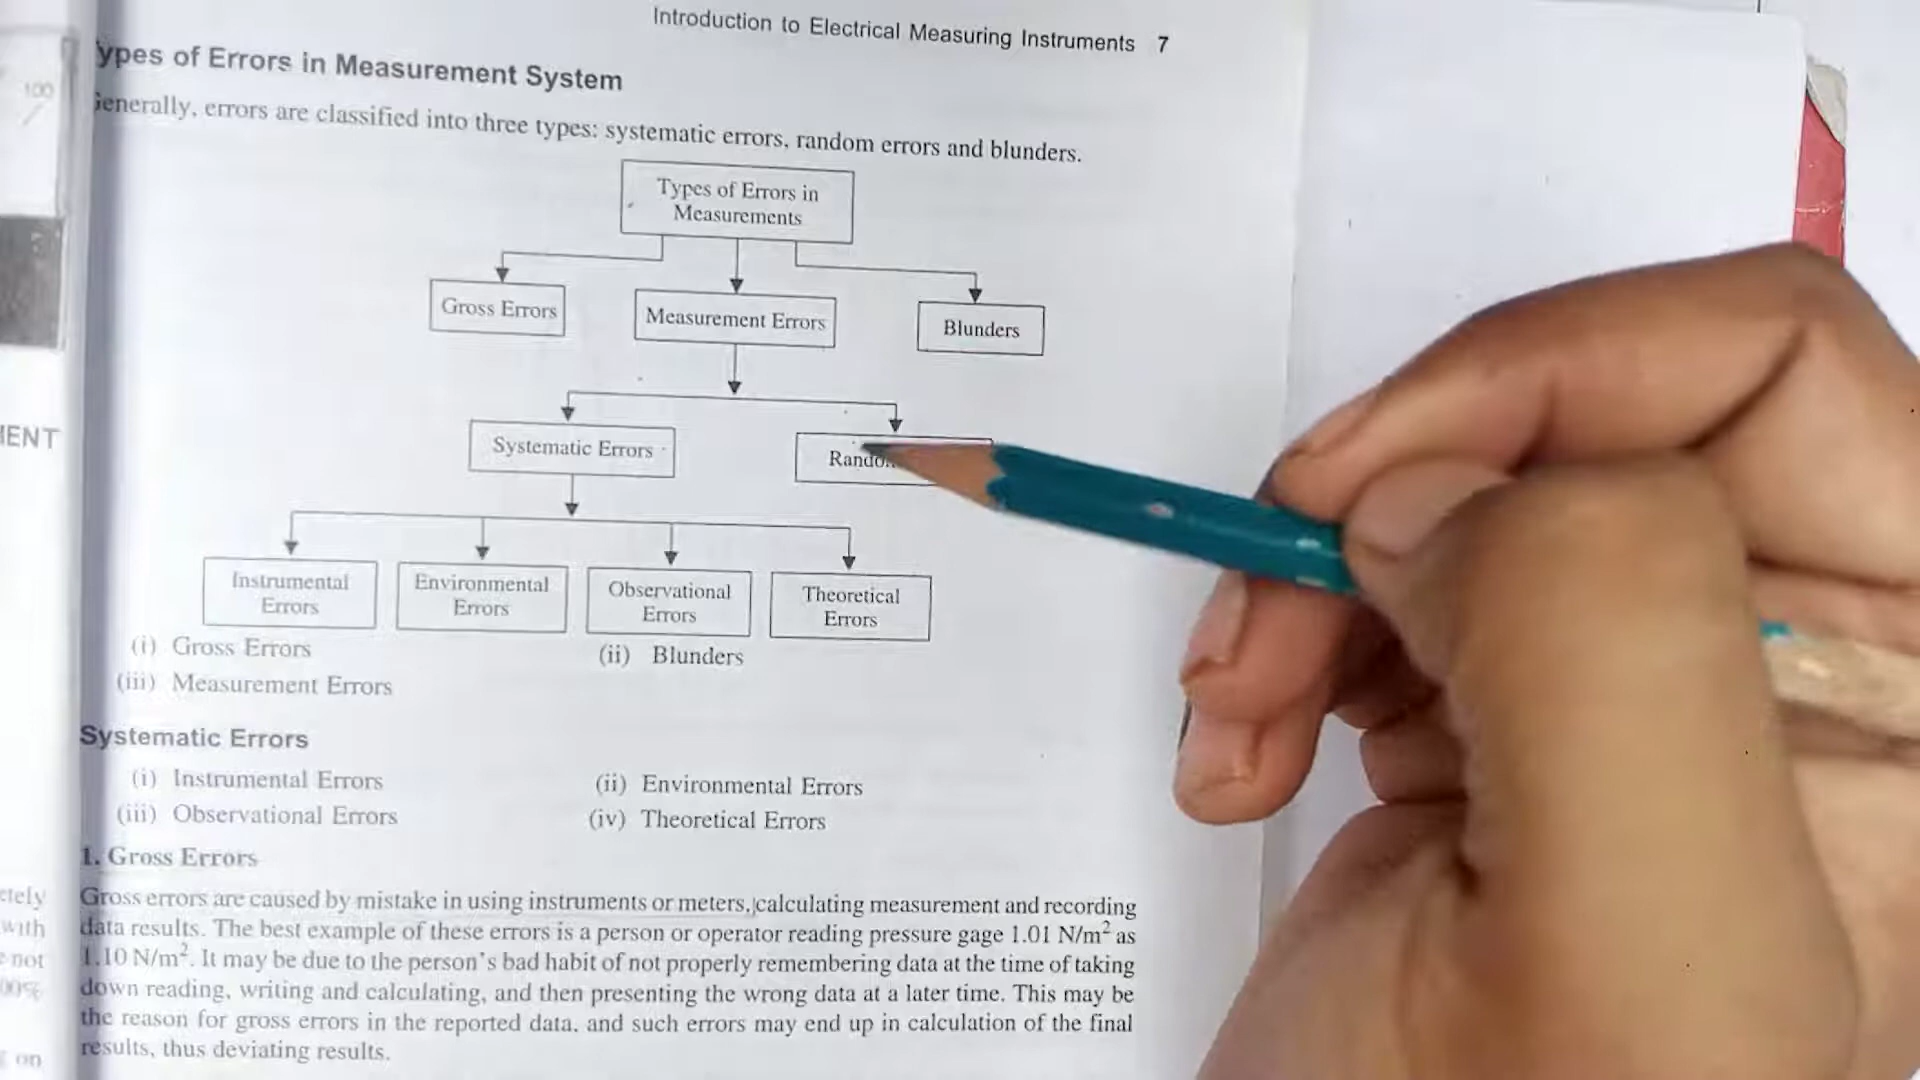 Introduction to Electrical Measuring Instruments 7
ypes of Errors in Measurement System
enerally, errors are classified into three types: systematic errors, random errors and blunders.
Types of Errors in
Measurements
Gross Errors
Measurement Errors
Blunders
Systematic Errors
Instrumental
Errors
Environmental
Errors
Observational
Errors
Theoretical
Errors
(i) Gross Errors
(ii) Blunders
(iii) Measurement Errors
Systematic Errors
(i) Instrumental Errors
(ii) Environmental Errors
(iii) Observational Errors
(iv) Theoretical Errors
1. Gross Errors
Gross errors are caused by mistake in using instruments or meters, calculating measurement and recording
data results. The best example of these errors is a person or operator reading pressure gage 1.01 N/m² as
1.10 N/m². It may be due to the person's bad habit of not properly remembering data at the time of taking
down reading, writing and calculating, and then presenting the wrong data at a later time. This may be
the reason for gross errors in the reported data, and such errors may end up in calculation of the final
results, thus deviating results.
100
IENT
with
not
on